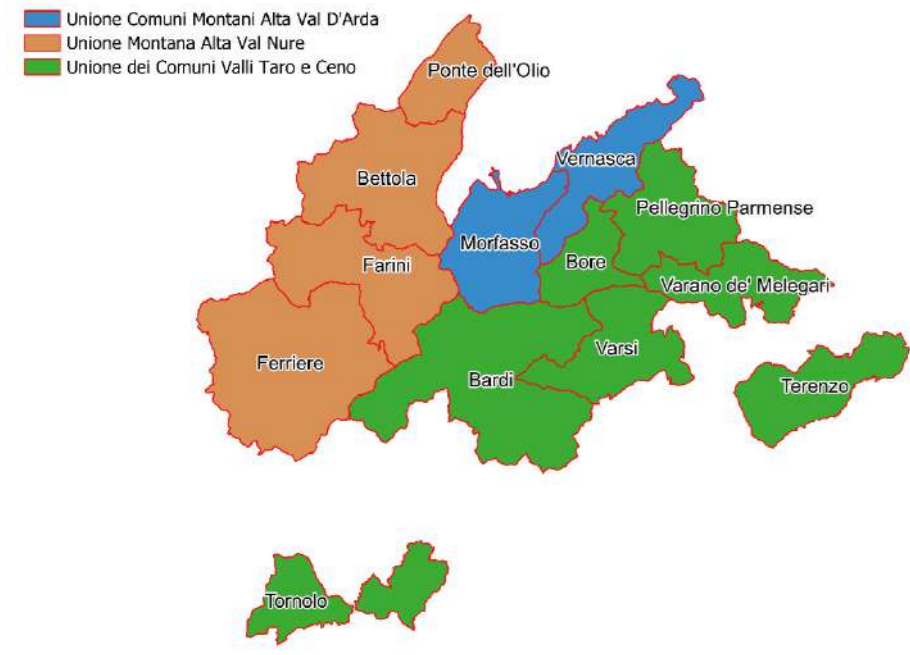 Unione Comuni Montani Alta Val D'Arda
Unione Montana Alta Val Nure
Unione dei Comuni Valli Taro e Ceno
Ponte dell'Olio
Vernasca
Bettola
Pellegrino Parmense
Morfasso
Bore
Farini
Varano de' Melegari
Varsi
Ferriere
Bardi
Terenzo
Tornolo